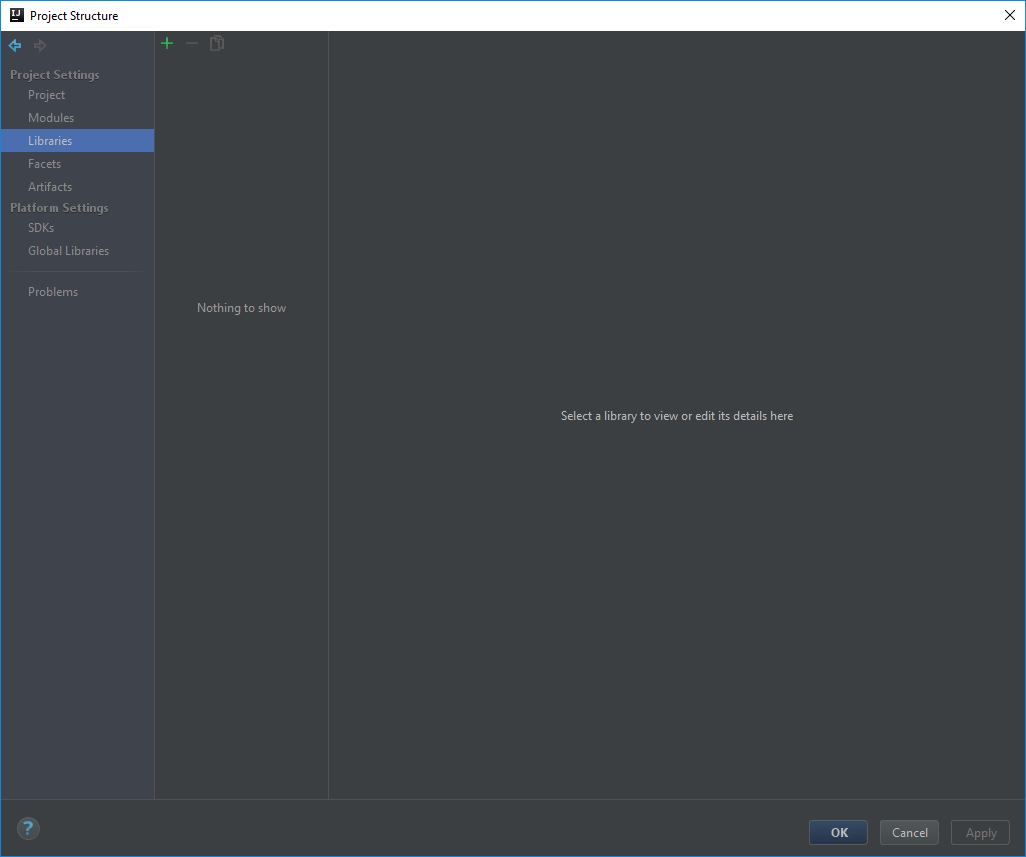 IJ
Project Structure
Project Settings
Project
Modules
Libraries
Facets
Artifacts
Platform Settings
SDKs
Global Libraries
Problems
Nothing to show
Select a library to view or edit its details here
?
OK
Cancel
Apply